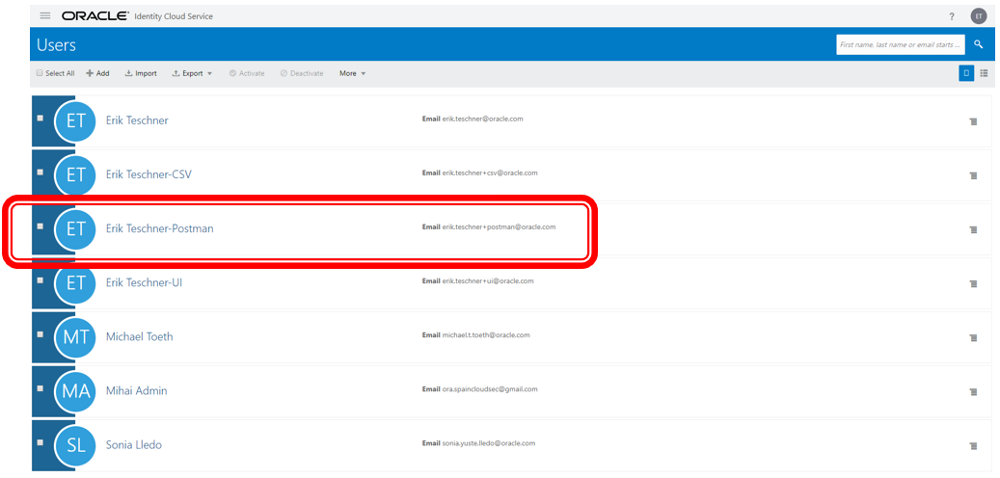 ORACLE® Identity Cloud Service ? ET
Users First name, last name or email starts ...
Select All Add Import Export Activate Deactivate More
ET Erik Teschner Email erik.teschner@oracle.com
ET Erik Teschner-CSV Email erik.teschner+csv@oracle.com
ET Erik Teschner-Postman Email erik.teschner+postman@oracle.com
ET Erik Teschner-UI Email erik.teschner+ui@oracle.com
MT Michael Toeth Email michael.t.toeth@oracle.com
MA Mihai Admin Email ora.spaincloudsec@gmail.com
SL Sonia Lledo Email sonia.yuste.lledo@oracle.com